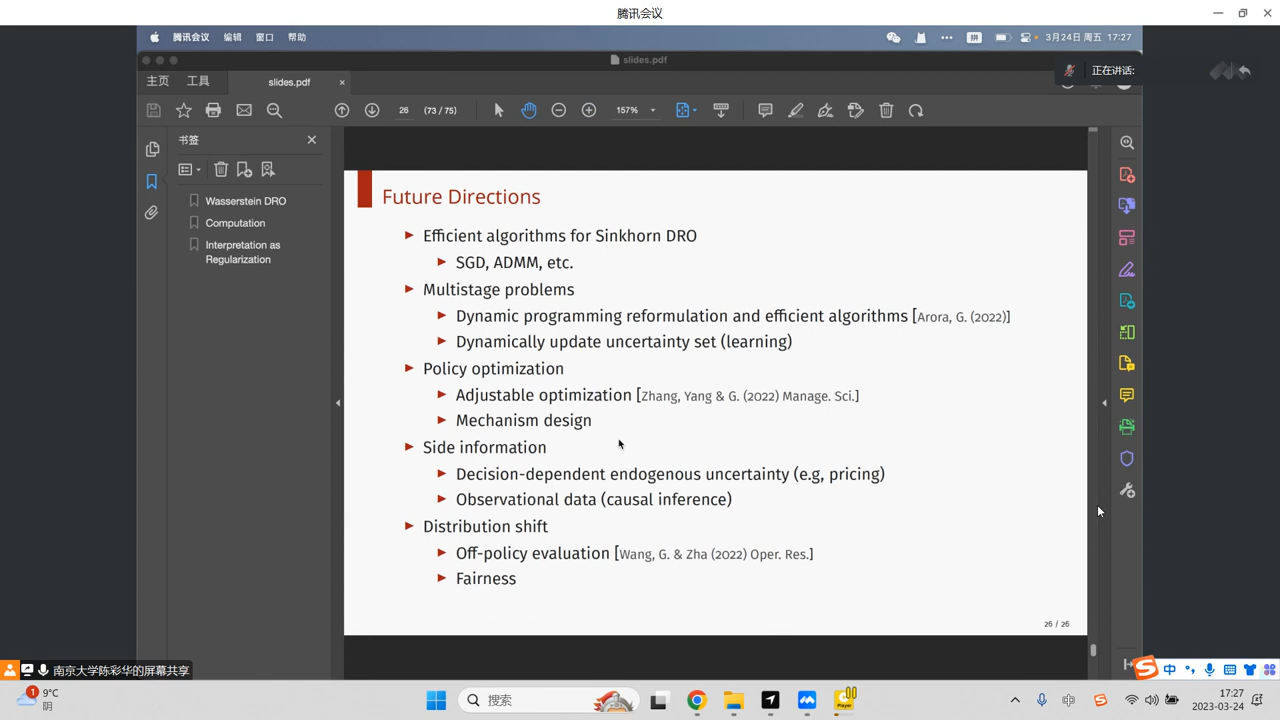 腾讯会议
腾讯会议 编辑 窗口 帮助
拼
3月24日 周五 17:27
slides.pdf
主页 工具 slides.pdf
正在讲话:
26 (73 / 75)
157%
书签
Wasserstein DRO
Computation
Interpretation as
Regularization
Future Directions
Efficient algorithms for Sinkhorn DRO
SGD, ADMM, etc.
Multistage problems
Dynamic programming reformulation and efficient algorithms [Arora, G. (2022)]
Dynamically update uncertainty set (learning)
Policy optimization
Adjustable optimization [Zhang, Yang & G. (2022) Manage. Sci.]
Mechanism design
Side information
Decision-dependent endogenous uncertainty (e.g, pricing)
Observational data (causal inference)
Distribution shift
Off-policy evaluation [Wang, G. & Zha (2022) Oper. Res.]
Fairness
26 / 26
南京大学陈彩华的屏幕共享
中
1
9°C
阴
搜索
Player
17:27
2023-03-24